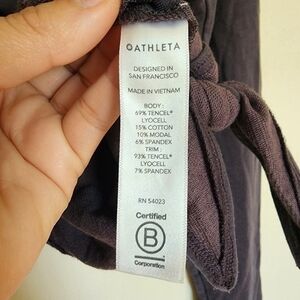 ATHLETA
DESIGNED IN
SAN FRANCISCO
MADE IN VIETNAM
BODY:
69% TENCEL®
LYOCELL
15% COTTON
10% MODAL
6% SPANDEX
TRIM:
93% TENCEL®
LYOCELL
7% SPANDEX
RN 54023
Certified
B
Corporation